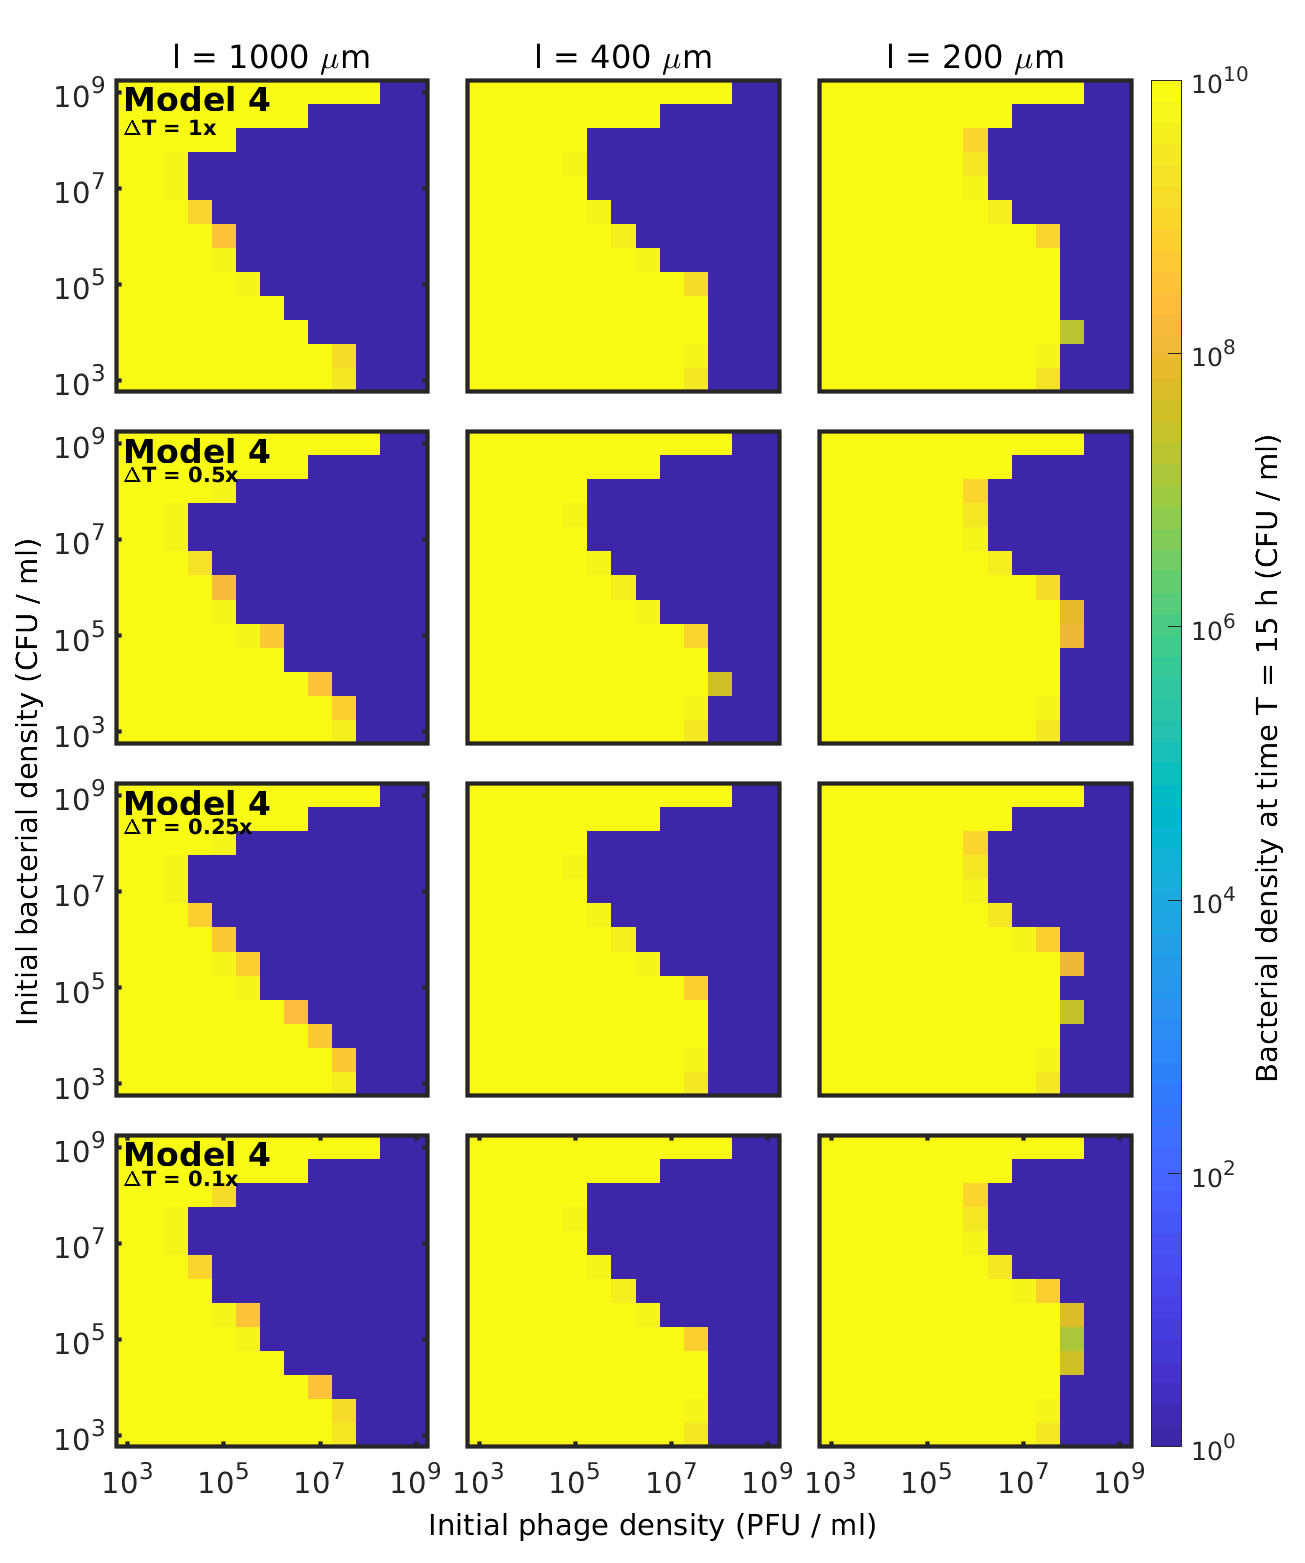 l = 1000 μm
l = 400 μm
l = 200 μm
Model 4
ΔT = 1x
10^9
10^7
10^5
10^3
Model 4
ΔT = 0.5x
10^9
10^7
10^5
10^3
Model 4
ΔT = 0.25x
10^9
10^7
10^5
10^3
Model 4
ΔT = 0.1x
10^9
10^7
10^5
10^3
10^3 10^5 10^7 10^9
10^3 10^5 10^7 10^9
10^3 10^5 10^7 10^9
Initial phage density (PFU / ml)
Initial bacterial density (CFU / ml)
10^10
10^8
10^6
10^4
10^2
10^0
Bacterial density at time T = 15 h (CFU / ml)